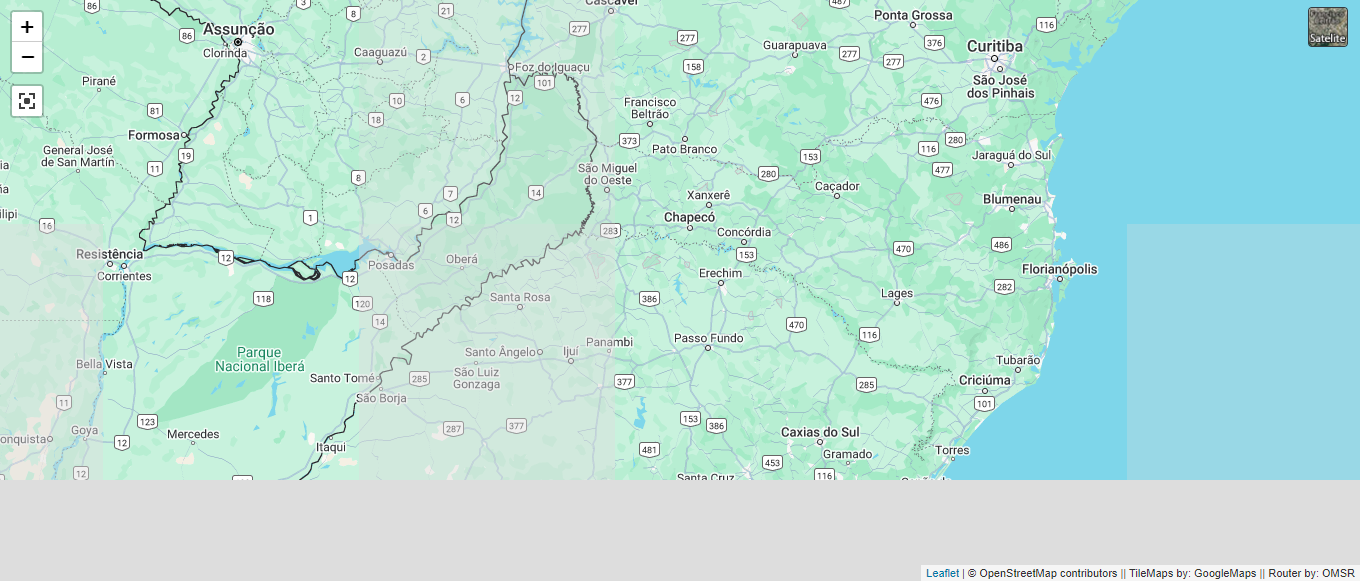 +
−
Satelite
3
8
86
86
Assunção
Clorinda
Caaguazú
2
Pirané
81
Formosa
General José
de San Martín
11
19
10
18
6
8
12
101
Foz do Iguaçu
277
Cascavel
277
487
Ponta Grossa
116
376
Guarapuava
277
277
158
Curitiba
São José
dos Pinhais
Francisco
Beltrão
476
373
Pato Branco
153
280
116
280
477
Jaraguá do Sul
São Miguel
do Oeste
14
7
6
12
1
16
Xanxerê
Caçador
Blumenau
Chapecó
Concórdia
283
153
470
486
Resistência
Corrientes
12
Posadas
12
Oberá
Erechim
Florianópolis
282
118
120
14
Santa Rosa
386
Lages
470
116
Parque
Nacional Iberá
Santo Ângelo
Ijuí
Panambi
Passo Fundo
Bella Vista
Santo Tomé
São Borja
285
São Luiz
Gonzaga
377
285
Tubarão
Criciúma
101
11
123
12
Goya
Mercedes
Itaqui
287
377
153
386
Caxias do Sul
481
453
116
Gramado
Torres
Santa Cruz
12
Leaflet | © OpenStreetMap contributors || TileMaps by: GoogleMaps || Router by: OMSR